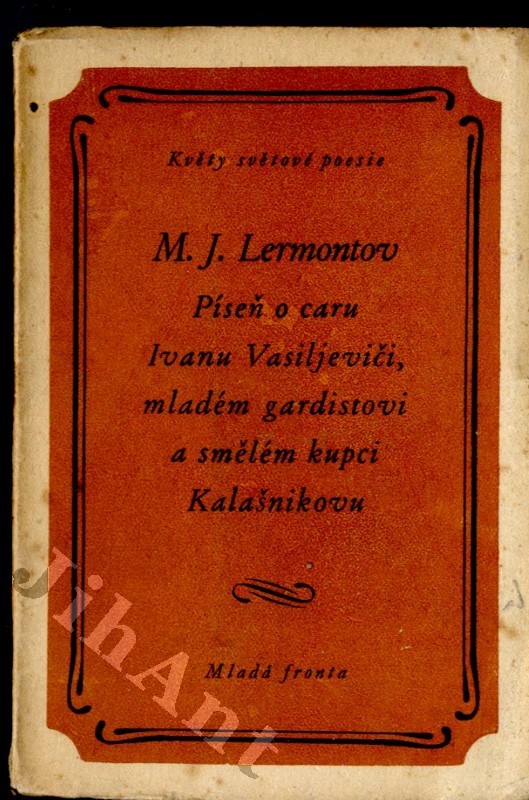 Květy světové poesie
M. J. Lermontov
Píseň o caru
Ivanu Vasiljeviči,
mladém gardistovi
a smělém kupci
Kalašnikovu
Mladá fronta
JihAnt